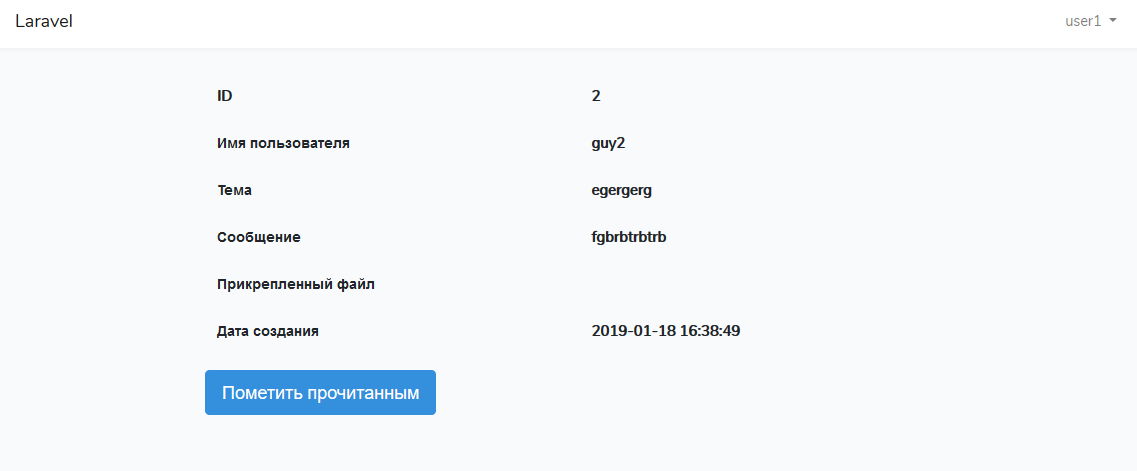 Laravel user1
ID 2
Имя пользователя guy2
Тема egergerg
Сообщение fgbrbtrbtrb
Прикрепленный файл
Дата создания 2019-01-18 16:38:49
Пометить прочитанным